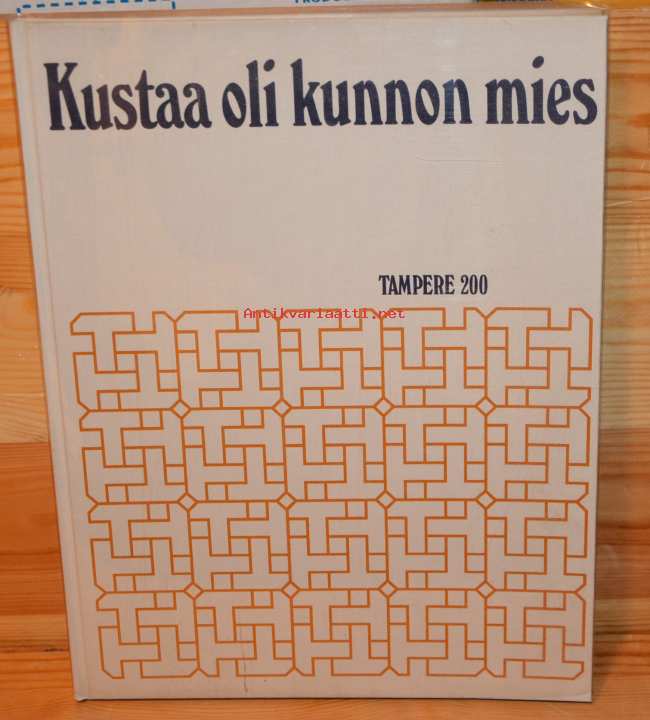 Kustaa oli kunnon mies
TAMPERE 200
Antikvariaatti.net